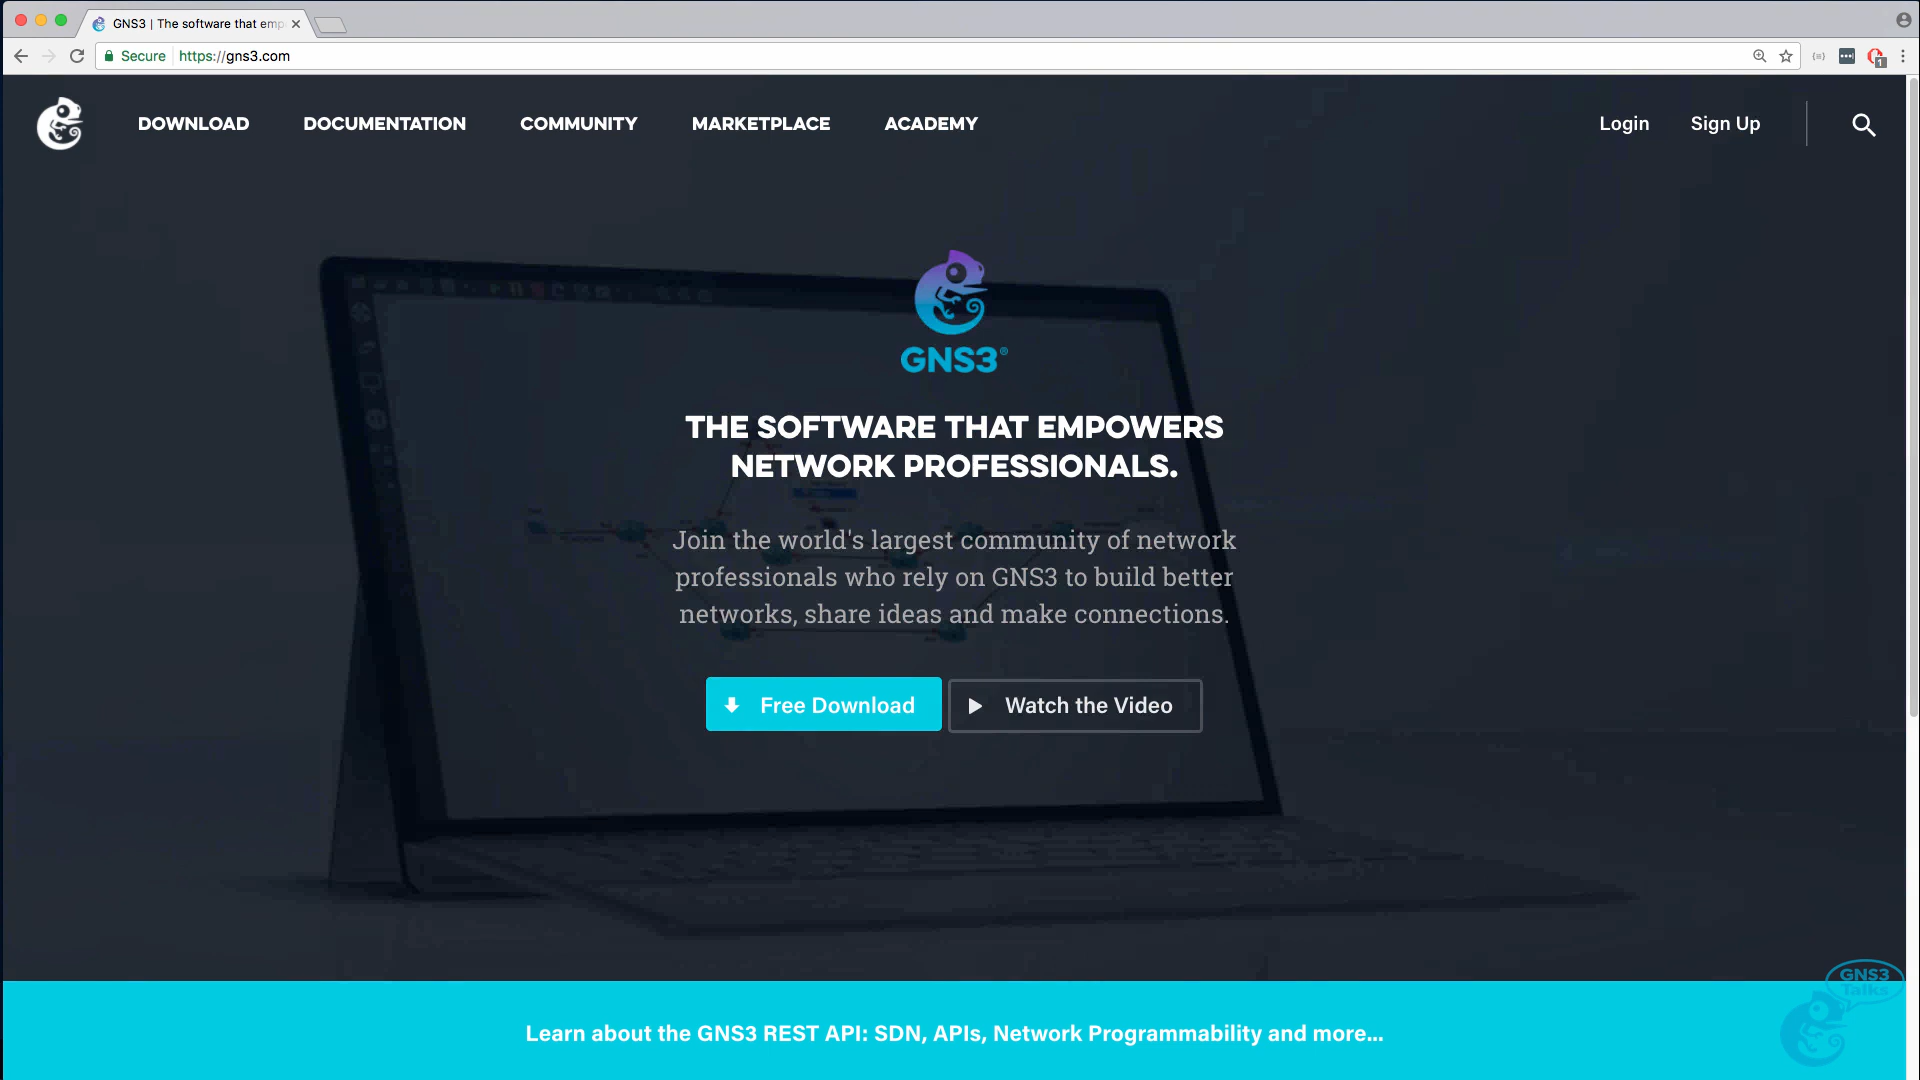 GNS3 | The software that emp
Secure https://gns3.com
1
DOWNLOAD DOCUMENTATION COMMUNITY MARKETPLACE ACADEMY Login Sign Up
GNS3®
THE SOFTWARE THAT EMPOWERS
NETWORK PROFESSIONALS.
Join the world's largest community of network
professionals who rely on GNS3 to build better
networks, share ideas and make connections.
Free Download Watch the Video
GNS3
Talks
Learn about the GNS3 REST API: SDN, APIs, Network Programmability and more...